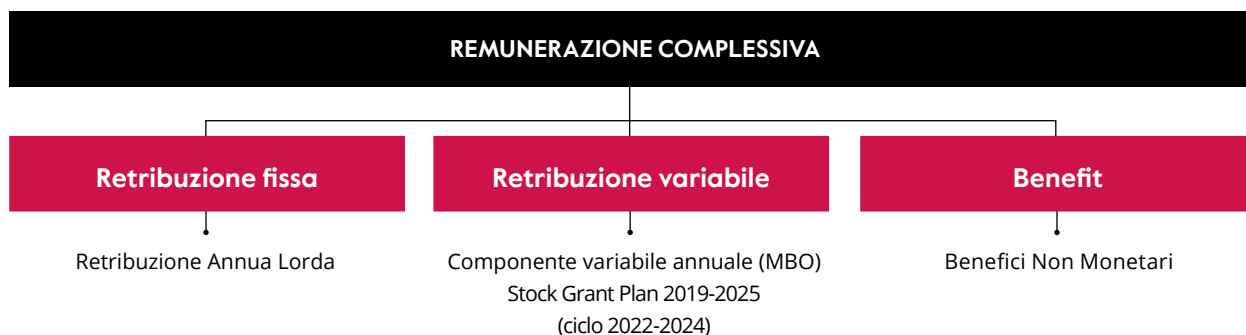 REMUNERAZIONE COMPLESSIVA
Retribuzione fissa
Retribuzione variabile
Benefit
Retribuzione Annua Lorda
Componente variabile annuale (MBO)
Stock Grant Plan 2019-2025
(ciclo 2022-2024)
Benefici Non Monetari